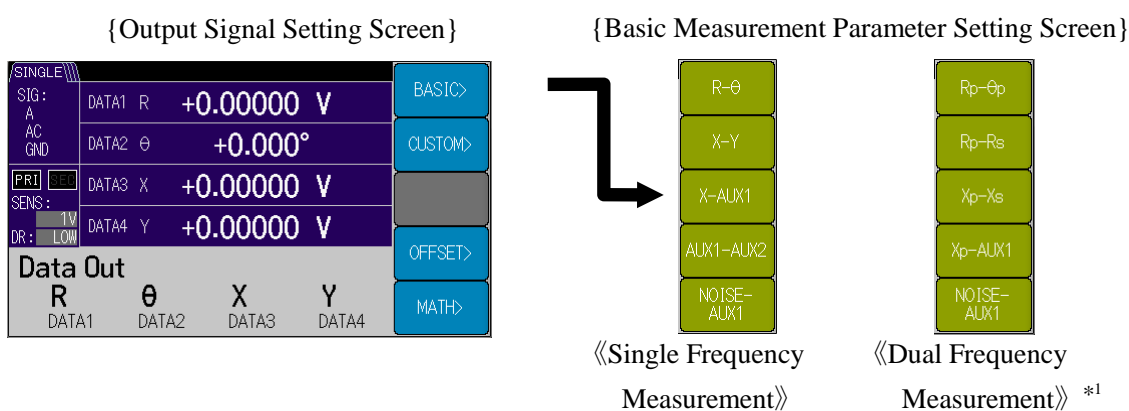 {Output Signal Setting Screen}
{Basic Measurement Parameter Setting Screen}
SINGLE
SIG:
A
AC
GND
PRI SEC
SENS:
1V
DR: LOW
DATA1 R +0.00000 V
DATA2 θ +0.000°
DATA3 X +0.00000 V
DATA4 Y +0.00000 V
Data Out
R θ X Y
DATA1 DATA2 DATA3 DATA4
BASIC>
CUSTOM>
OFFSET>
MATH>
R-θ
X-Y
X-AUX1
AUX1-AUX2
NOISE-
AUX1
《Single Frequency
Measurement》
Rp-θp
Rp-Rs
Xp-Xs
Xp-AUX1
NOISE-
AUX1
《Dual Frequency
Measurement》 *1